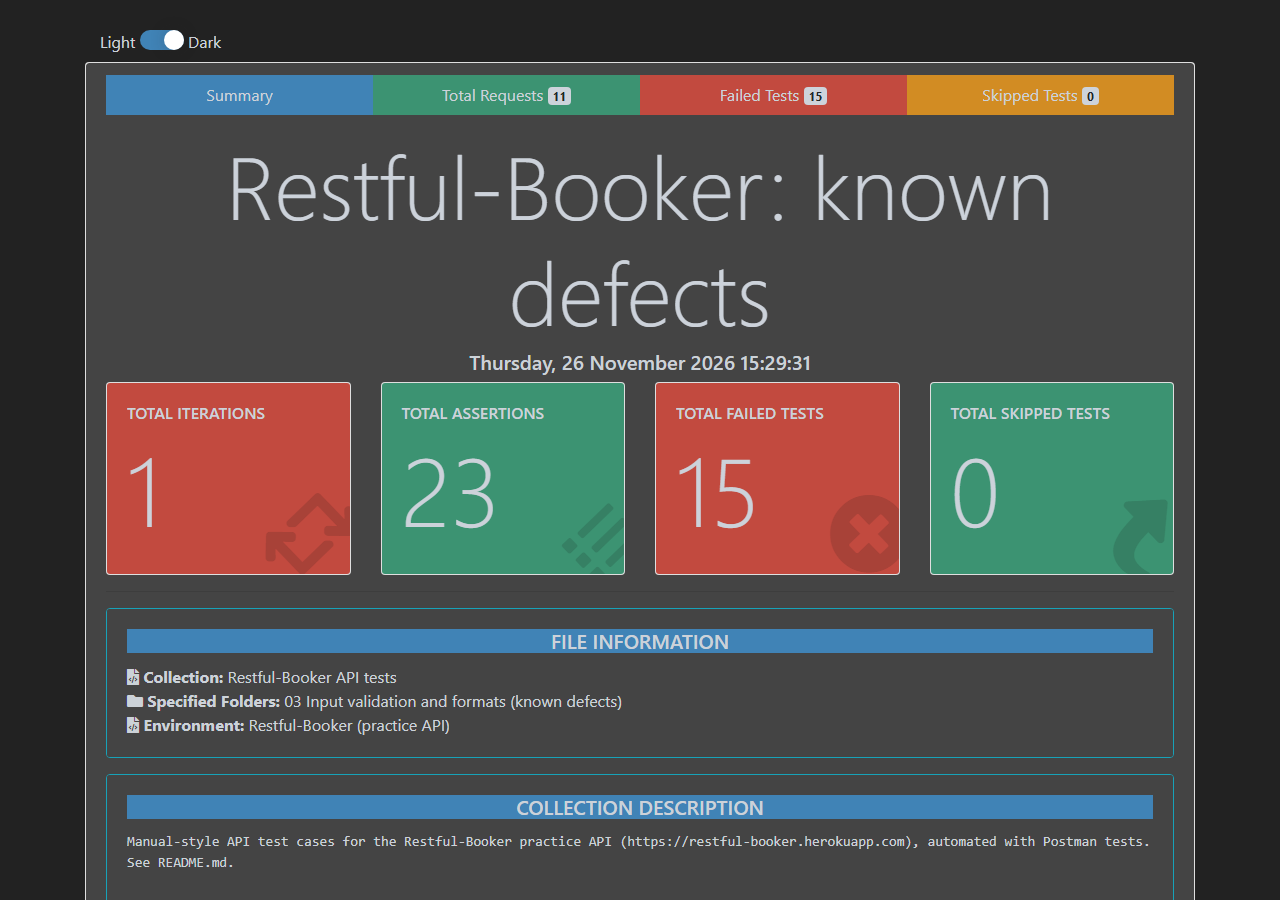 Light Dark
Summary
Total Requests 11
Failed Tests 15
Skipped Tests 0
Restful-Booker: known
defects
Thursday, 26 November 2026 15:29:31
TOTAL ITERATIONS
1
TOTAL ASSERTIONS
23
TOTAL FAILED TESTS
15
TOTAL SKIPPED TESTS
0
FILE INFORMATION
Collection: Restful-Booker API tests
Specified Folders: 03 Input validation and formats (known defects)
Environment: Restful-Booker (practice API)
COLLECTION DESCRIPTION
Manual-style API test cases for the Restful-Booker practice API (https://restful-booker.herokuapp.com), automated with Postman tests.
See README.md.